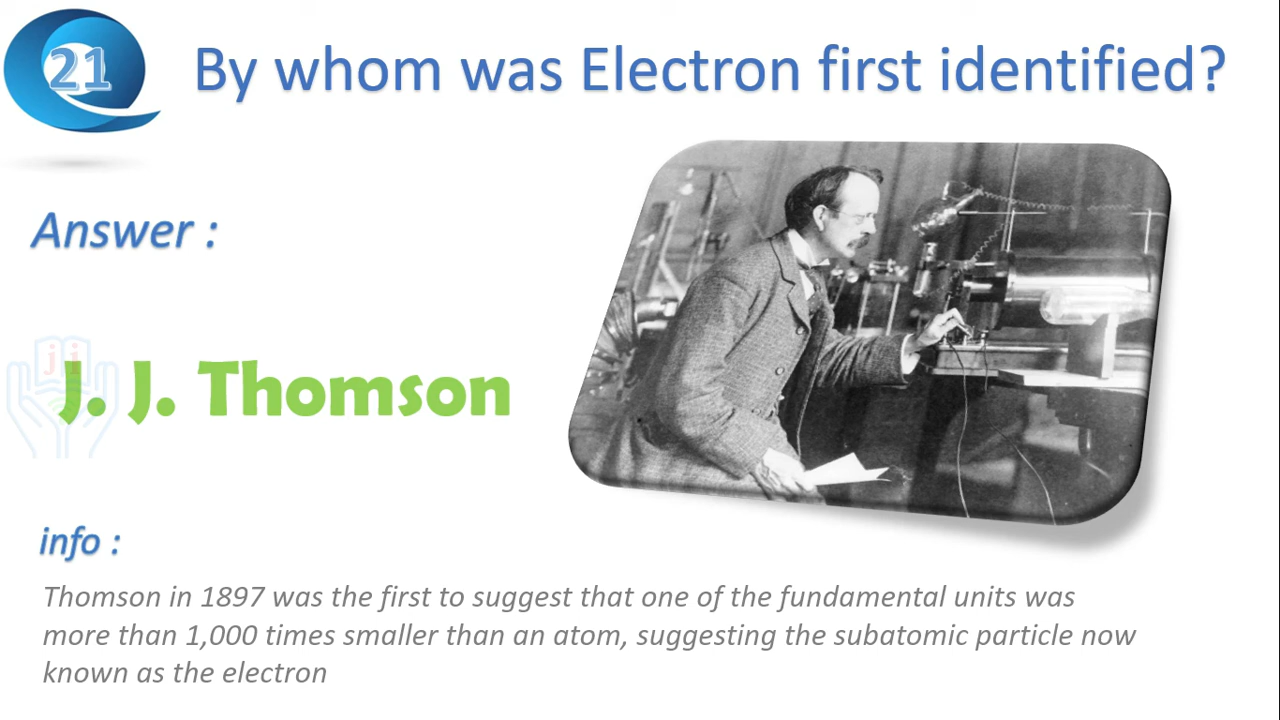 21
By whom was Electron first identified?
Answer :
ji
J. J. Thomson
info :
Thomson in 1897 was the first to suggest that one of the fundamental units was
more than 1,000 times smaller than an atom, suggesting the subatomic particle now
known as the electron